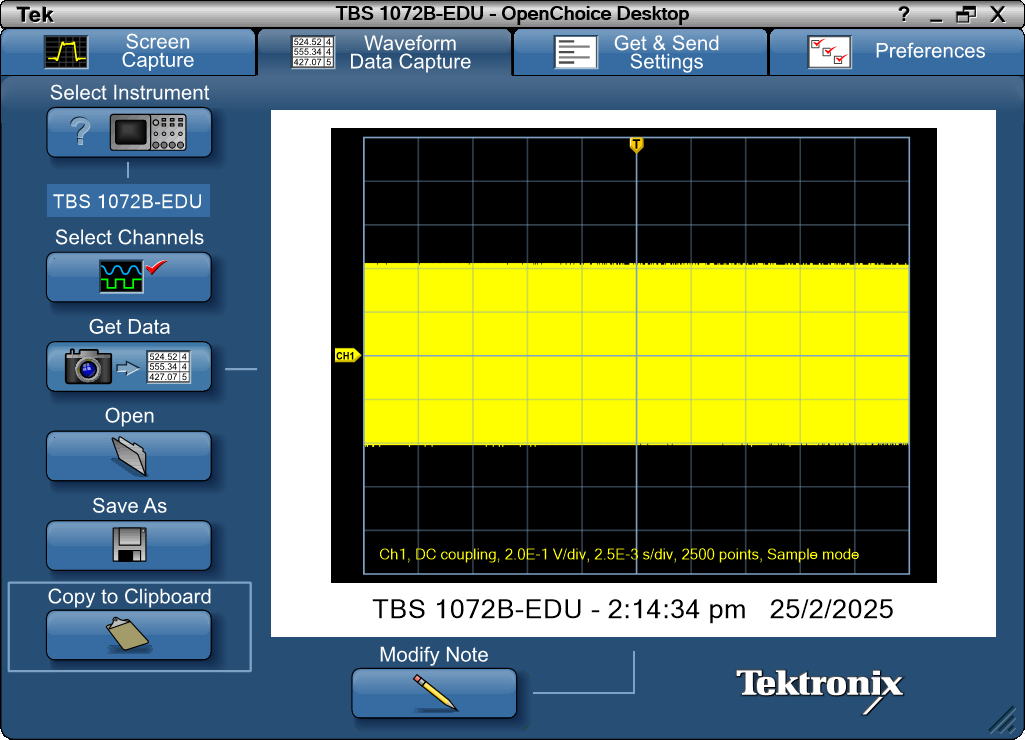 Tek
TBS 1072B-EDU - OpenChoice Desktop
?
X
Screen
Capture
524.52 4
555.34 4
427.07 5
Waveform
Data Capture
Get & Send
Settings
Preferences
Select Instrument
?
TBS 1072B-EDU
Select Channels
Get Data
524.52 4
555.34 4
427.07 5
Open
Save As
Copy to Clipboard
T
CH1
Ch1, DC coupling, 2.0E-1 V/div, 2.5E-3 s/div, 2500 points, Sample mode
TBS 1072B-EDU - 2:14:34 pm 25/2/2025
Modify Note
Tektronix